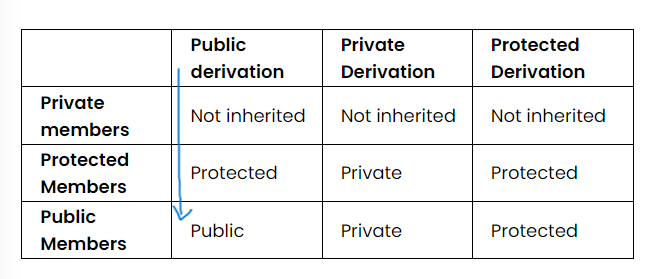 Public Private Protected
derivation Derivation Derivation
Private
members Not inherited Not inherited Not inherited
Protected
Members Protected Private Protected
Public
Members Public Private Protected